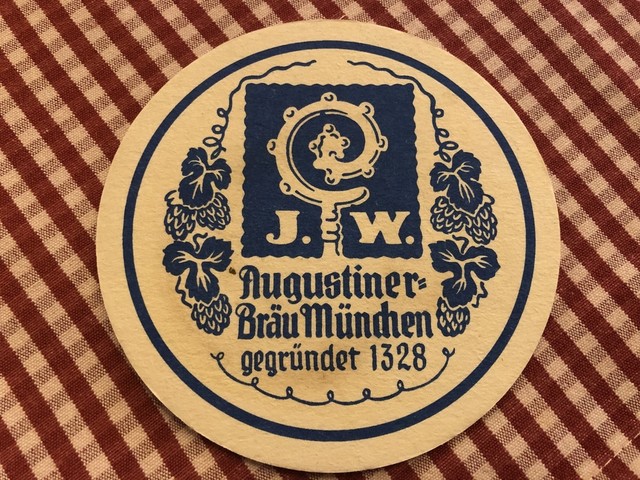 J. W.
Augustiner-
Bräu München
gegründet 1328